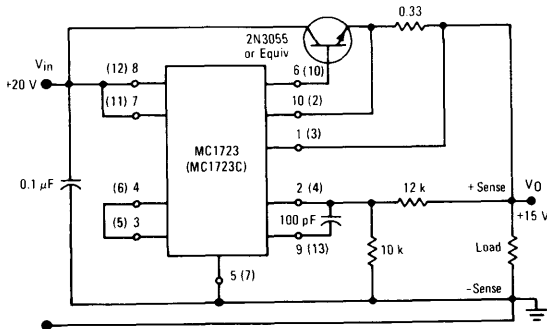 0.33
2N3055
or Equiv
Vin
+20 V
(12) 8
6 (10)
(11) 7
10 (2)
1 (3)
MC1723
(MC1723C)
0.1 µF
(6) 4
(5) 3
2 (4)
12 k
+ Sense
VO
+15 V
100 pF
9 (13)
10 k
Load
5 (7)
- Sense